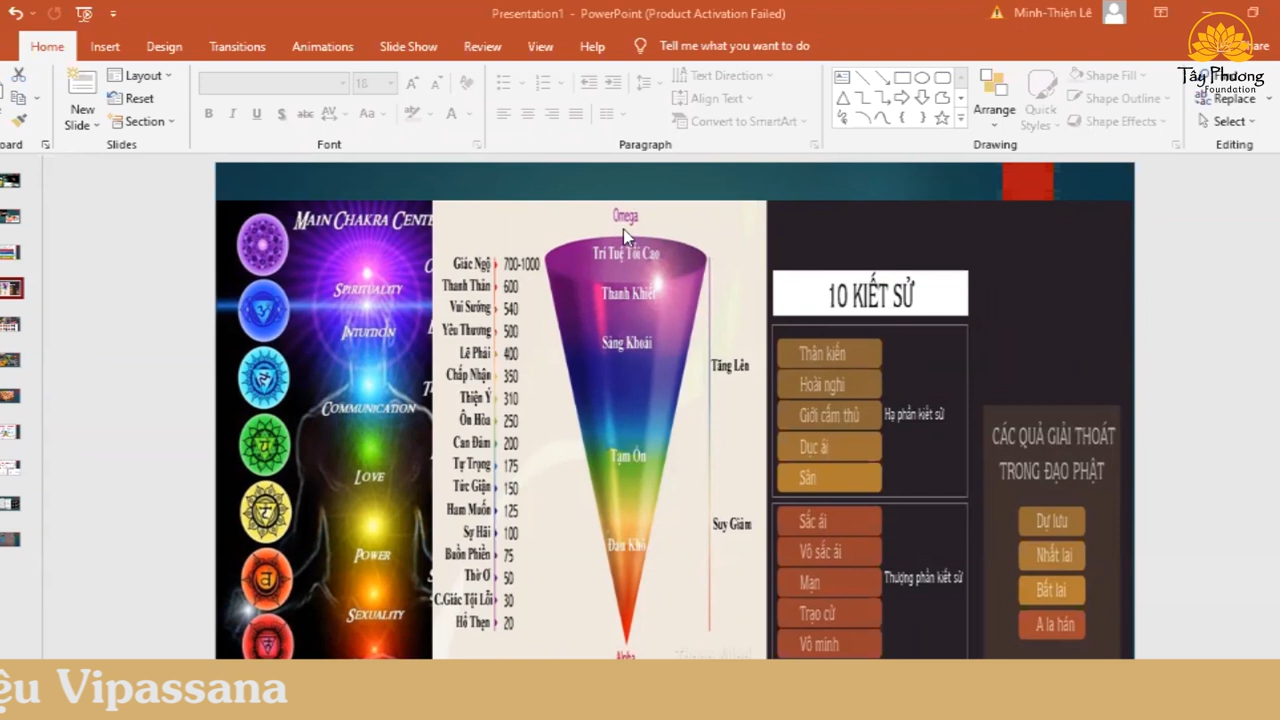 Presentation1 - PowerPoint (Product Activation Failed)
Minh-Thiện Lê
Home Insert Design Transitions Animations Slide Show Review View Help Tell me what you want to do
Tây Phương
Foundation
New
Slide
Layout
Reset
Section
Slides
18
B I U S abc AV Aa A
Font
Text Direction
Align Text
Convert to SmartArt
Paragraph
Arrange
Quick
Styles
Shape Fill
Shape Outline
Shape Effects
Drawing
Replace
Select
Editing
MAIN CHAKRA CENTE
SPIRITUALITY
INTUITION
COMMUNICATION
LOVE
POWER
SEXUALITY
Omega
Trí Tuệ Tối Cao
Thanh Khiết
Sảng Khoái
Tạm Ổn
Đau Khổ
Alpha
Giác Ngộ 700-1000
Thanh Thản 600
Vui Sướng 540
Yêu Thương 500
Lẽ Phải 400
Chấp Nhận 350
Thiện Ý 310
Ôn Hòa 250
Can Đảm 200
Tự Trọng 175
Tức Giận 150
Ham Muốn 125
Sợ Hãi 100
Buồn Phiền 75
Thờ Ơ 50
C.Giác Tội Lỗi 30
Hổ Thẹn 20
Tăng Lên
Suy Giảm
10 KIẾT SỬ
Thân kiến
Hoài nghi
Giới cấm thủ
Dục ái
Sân
Hạ phần kiết sử
Sắc ái
Vô sắc ái
Mạn
Trạo cử
Vô minh
Thượng phần kiết sử
CÁC QUẢ GIẢI THOÁT
TRONG ĐẠO PHẬT
Dự lưu
Nhất lai
Bất lai
A la hán
ệu Vipassana